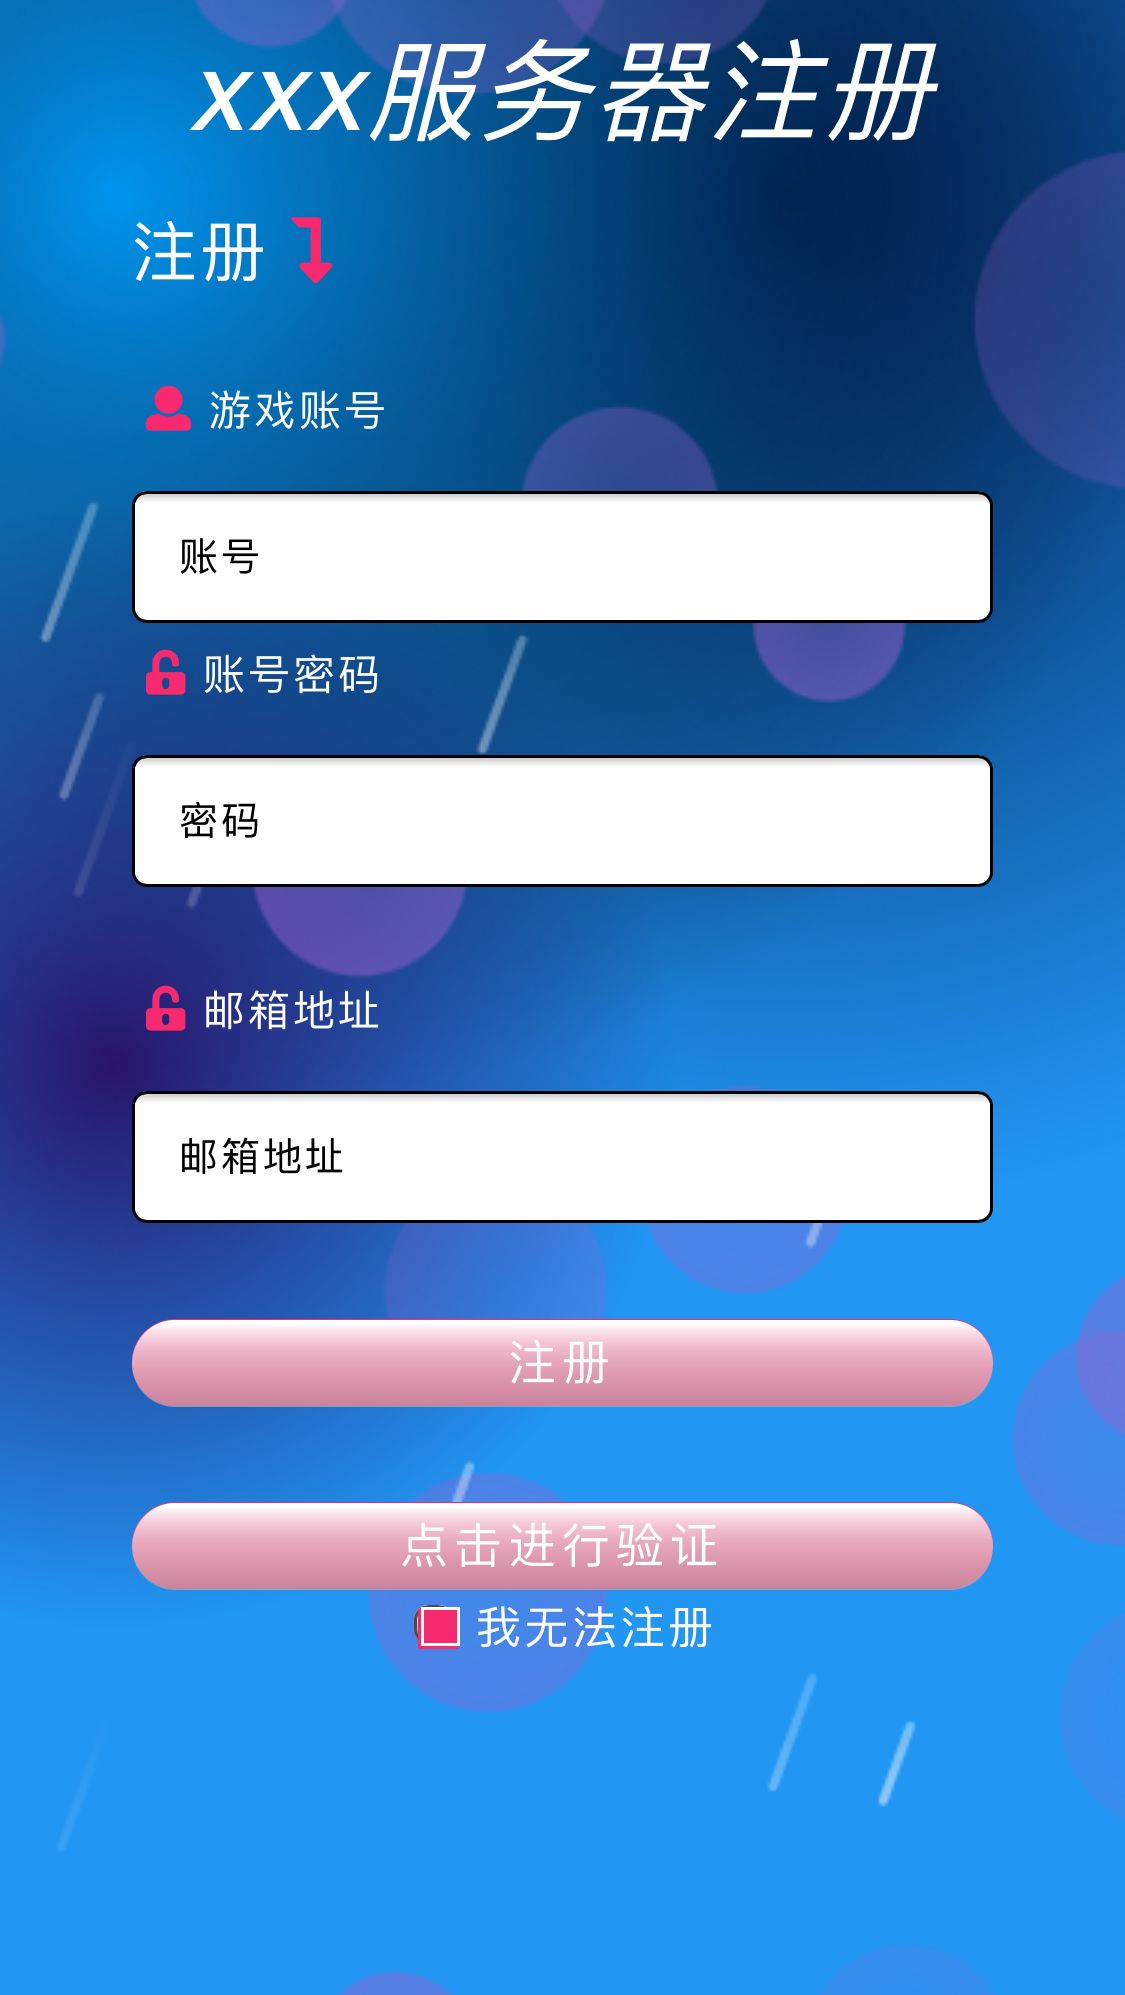 xxx服务器注册
注册
游戏账号
账号
账号密码
密码
邮箱地址
邮箱地址
注册
点击进行验证
我无法注册